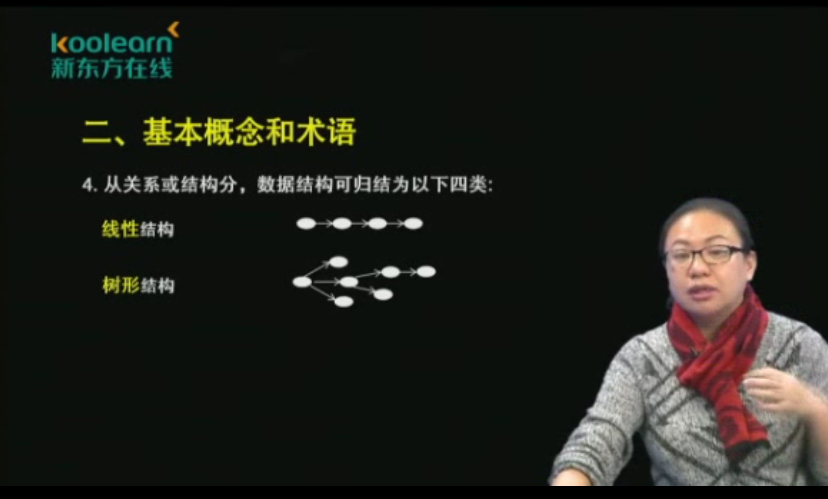 koolearn
新东方在线
二、基本概念和术语
4. 从关系或结构分，数据结构可归结为以下四类:
线性结构
树形结构